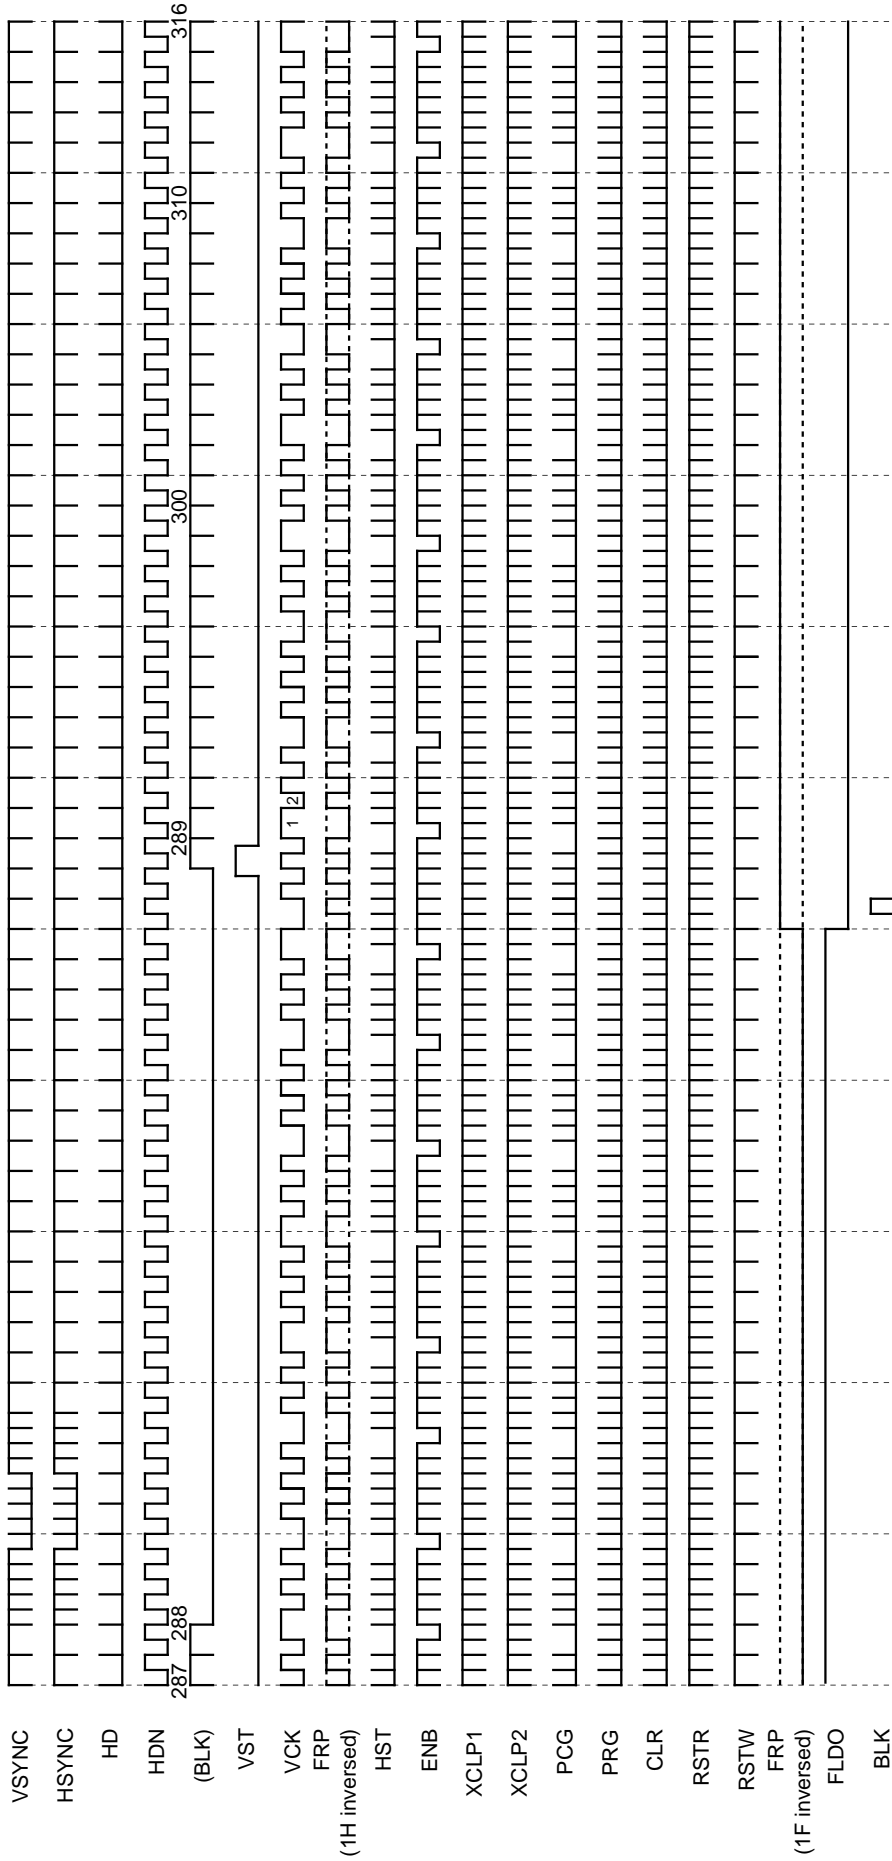 VSYNC
HSYNC
HD
HDN
287 288 289 300 310 316
(BLK)
VST
VCK
1 2
FRP
(1H inversed)
HST
ENB
XCLP1
XCLP2
PCG
PRG
CLR
RSTR
RSTW
FRP
(1F inversed)
FLDO
BLK